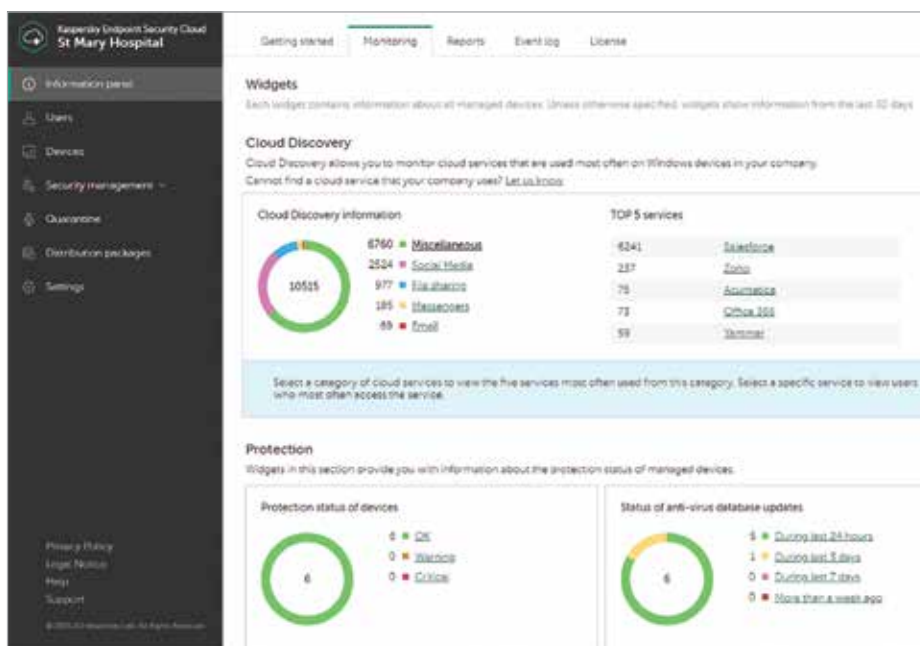 Kaspersky Endpoint Security Cloud
St Mary Hospital
Getting started Monitoring Reports Event log License
Information panel
Users
Devices
Security management
Quarantine
Distribution packages
Settings
Widgets
Each widget contains information about all managed devices. Unless otherwise specified, widgets show information from the last 30 days
Cloud Discovery
Cloud Discovery allows you to monitor cloud services that are used most often on Windows devices in your company.
Cannot find a cloud service that your company uses? Let us know
Cloud Discovery information
10515
6760 Miscellaneous
2524 Social Media
977 File sharing
185 Messengers
69 Email
TOP 5 services
6241 Salesforce
237 Zoho
75 Acumatica
73 Office 365
59 Yammer
Select a category of cloud services to view the five services most often used from this category. Select a specific service to view users
who most often access the service.
Protection
Widgets in this section provide you with information about the protection status of managed devices.
Protection status of devices
6
6 OK
0 Warning
0 Critical
Status of anti-virus database updates
6
5 During last 24 hours
1 During last 3 days
0 During last 7 days
0 More than a week ago
Privacy Policy
Legal Notice
Help
Support